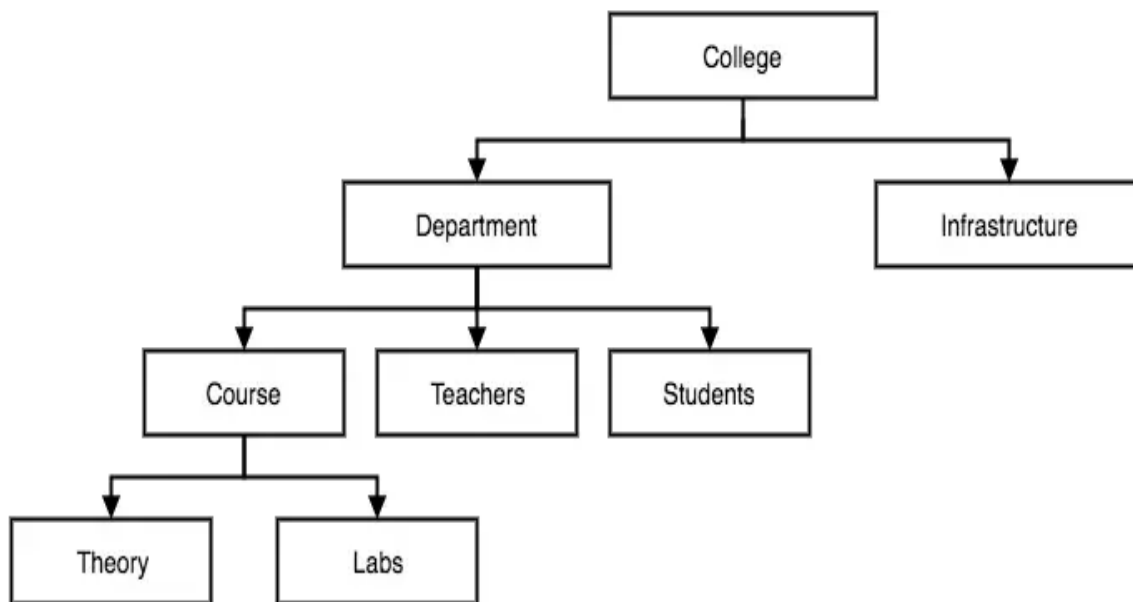 College
Department
Infrastructure
Course
Teachers
Students
Theory
Labs